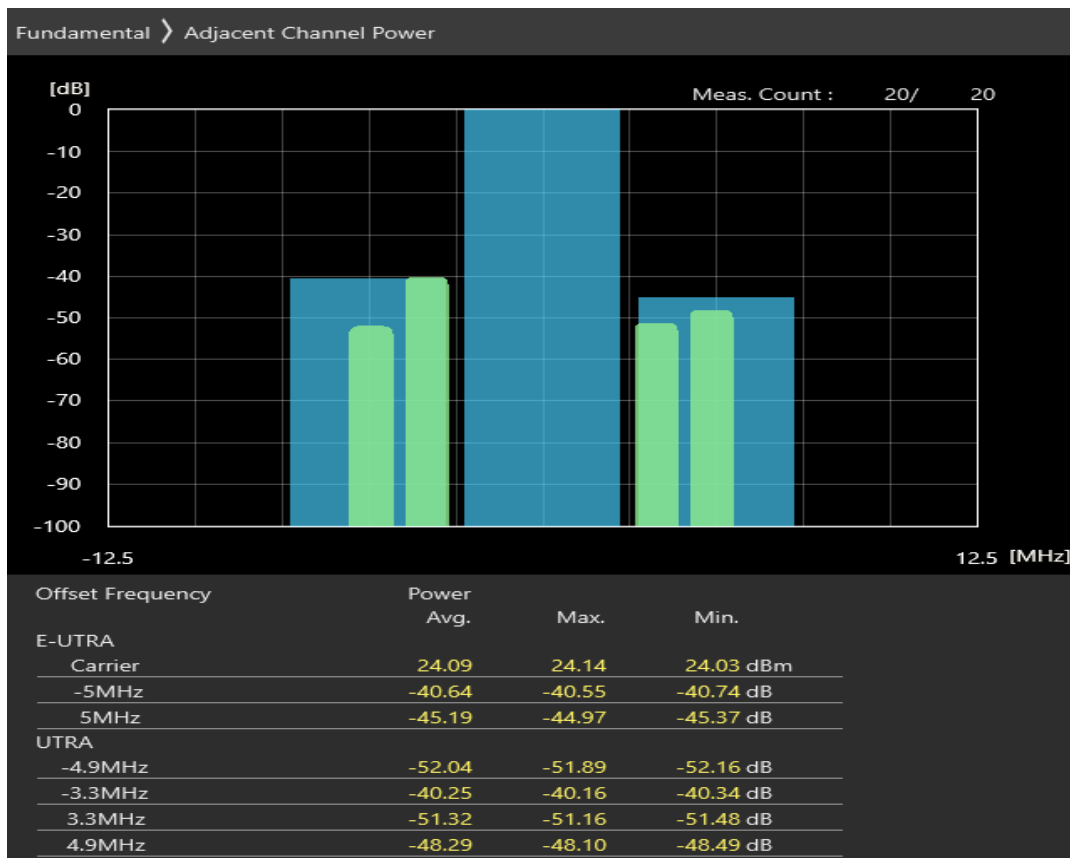 Fundamental 〉 Adjacent Channel Power
[dB]
Meas. Count : 20/ 20
0
-10
-20
-30
-40
-50
-60
-70
-80
-90
-100
-12.5 12.5 [MHz]
Offset Frequency Power
Avg. Max. Min.
E-UTRA
Carrier 24.09 24.14 24.03 dBm
-5MHz -40.64 -40.55 -40.74 dB
5MHz -45.19 -44.97 -45.37 dB
UTRA
-4.9MHz -52.04 -51.89 -52.16 dB
-3.3MHz -40.25 -40.16 -40.34 dB
3.3MHz -51.32 -51.16 -51.48 dB
4.9MHz -48.29 -48.10 -48.49 dB